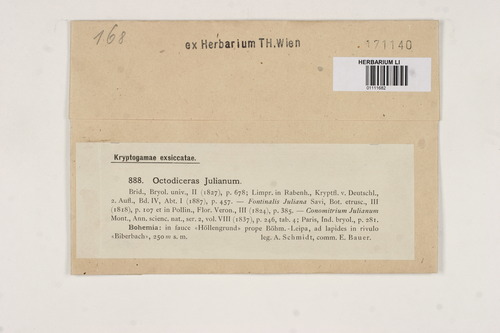 168
ex Herbarium TH.Wien
171140
HERBARIUM LI
01111682
Kryptogamae exsiccatae.
888. Octodiceras Julianum.
Brid., Bryol. univ., II (1827), p. 678; Limpr. in Rabenh., Kryptfl. v. Deutschl.,
2. Aufl., Bd. IV, Abt. I (1887), p. 457. — Fontinalis Juliana Savi, Bot. etrusc., III
(1818), p. 107 et in Pollin., Flor. Veron., III (1824), p. 385. — Conomitrium Julianum
Mont., Ann. scienc. nat., ser. 2, vol. VIII (1837), p. 246, tab. 4; Paris, Ind. bryol., p. 281.
Bohemia: in fauce «Höllengrund» prope Böhm.-Leipa, ad lapides in rivulo
«Biberbach», 250 m a. m. leg. A. Schmidt, comm. E. Bauer.